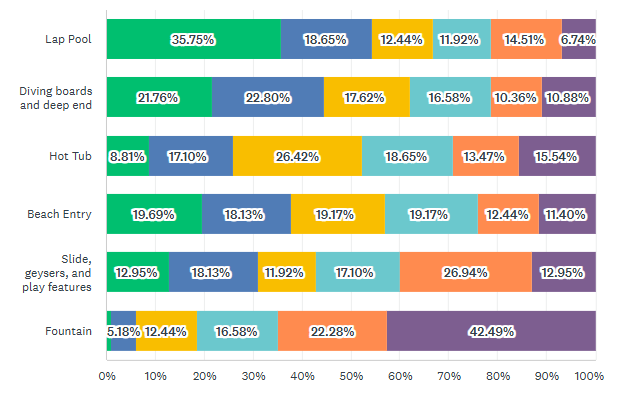 Lap Pool
35.75% 18.65% 12.44% 11.92% 14.51% 6.74%
Diving boards
and deep end
21.76% 22.80% 17.62% 16.58% 10.36% 10.88%
Hot Tub
8.81% 17.10% 26.42% 18.65% 13.47% 15.54%
Beach Entry
19.69% 18.13% 19.17% 19.17% 12.44% 11.40%
Slide,
geysers, and
play features
12.95% 18.13% 11.92% 17.10% 26.94% 12.95%
Fountain
5.18% 12.44% 16.58% 22.28% 42.49%
0% 10% 20% 30% 40% 50% 60% 70% 80% 90% 100%